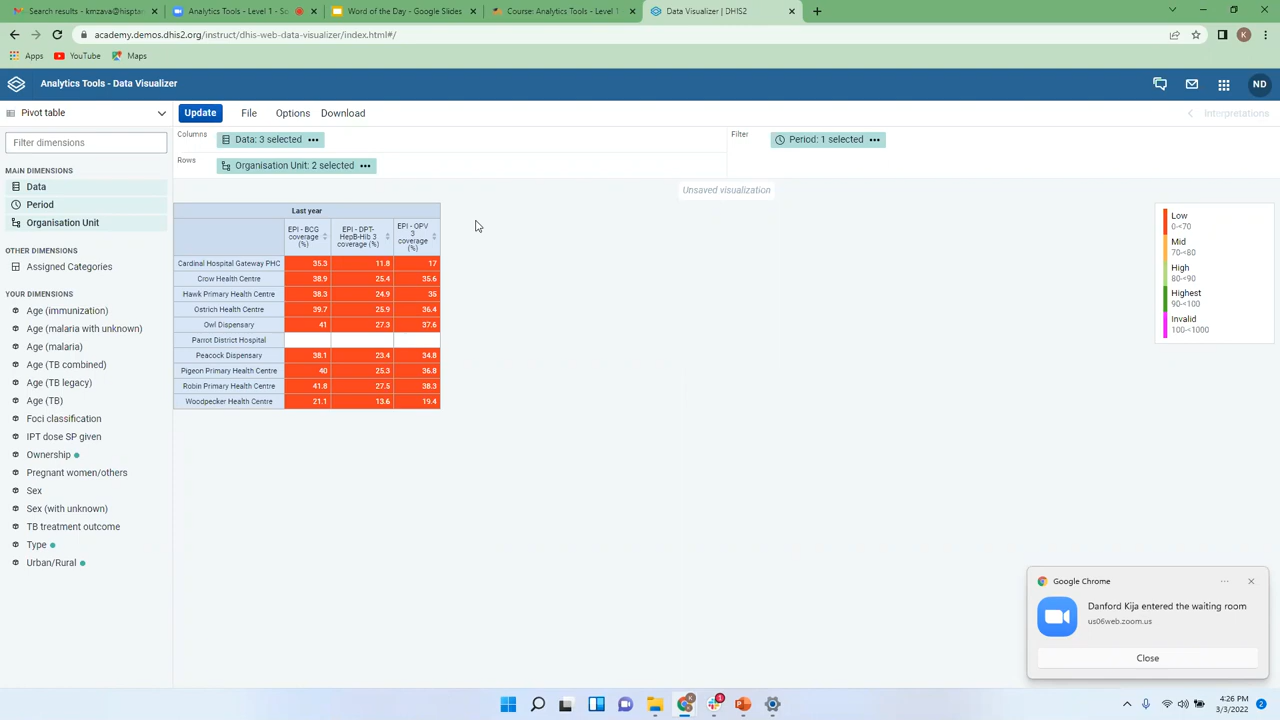 Search results - kmzava@hispta
Analytics Tools - Level 1 - So
Word of the Day - Google Slides
Course: Analytics Tools - Level 1
Data Visualizer | DHIS2
academy.demos.dhis2.org/instruct/dhis-web-data-visualizer/index.html#/
K
Apps
YouTube
Maps
Analytics Tools - Data Visualizer
ND
Pivot table
Update
File
Options
Download
Interpretations
Filter dimensions
Columns
Data: 3 selected
Filter
Period: 1 selected
Rows
Organisation Unit: 2 selected
MAIN DIMENSIONS
Data
Period
Organisation Unit
OTHER DIMENSIONS
Assigned Categories
YOUR DIMENSIONS
Age (immunization)
Age (malaria with unknown)
Age (malaria)
Age (TB combined)
Age (TB legacy)
Age (TB)
Foci classification
IPT dose SP given
Ownership
Pregnant women/others
Sex
Sex (with unknown)
TB treatment outcome
Type
Urban/Rural
Unsaved visualization
Last year
EPI - BCG
coverage
(%)
EPI - DPT-
HepB-Hib 3
coverage (%)
EPI - OPV
3
coverage
(%)
Cardinal Hospital Gateway PHC 35.3 11.8 17
Crow Health Centre 38.9 25.4 35.6
Hawk Primary Health Centre 38.3 24.9 35
Ostrich Health Centre 39.7 25.9 36.4
Owl Dispensary 41 27.3 37.6
Parrot District Hospital
Peacock Dispensary 38.1 23.4 34.8
Pigeon Primary Health Centre 40 25.3 36.8
Robin Primary Health Centre 41.8 27.5 38.3
Woodpecker Health Centre 21.1 13.6 19.4
Low
0-<70
Mid
70-<80
High
80-<90
Highest
90-<100
Invalid
100-<1000
Google Chrome
Danford Kija entered the waiting room
us06web.zoom.us
Close
K
1
4:26 PM
3/3/2022
2